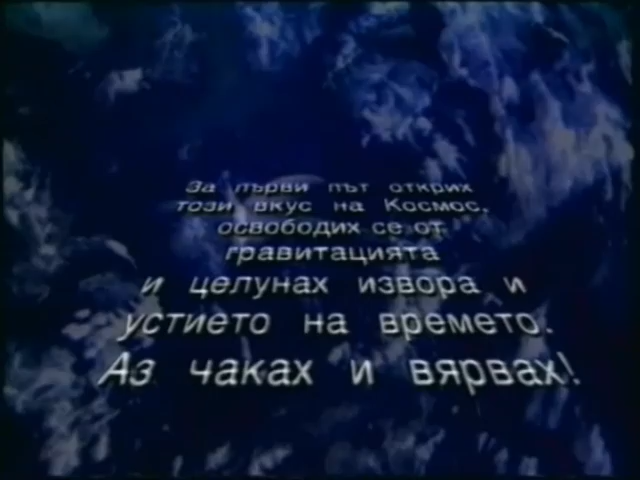 За първи път открих
този вкус на Космос,
освободих се от
гравитацията
и целунах извора и
устието на времето.
Аз чаках и вярвах!